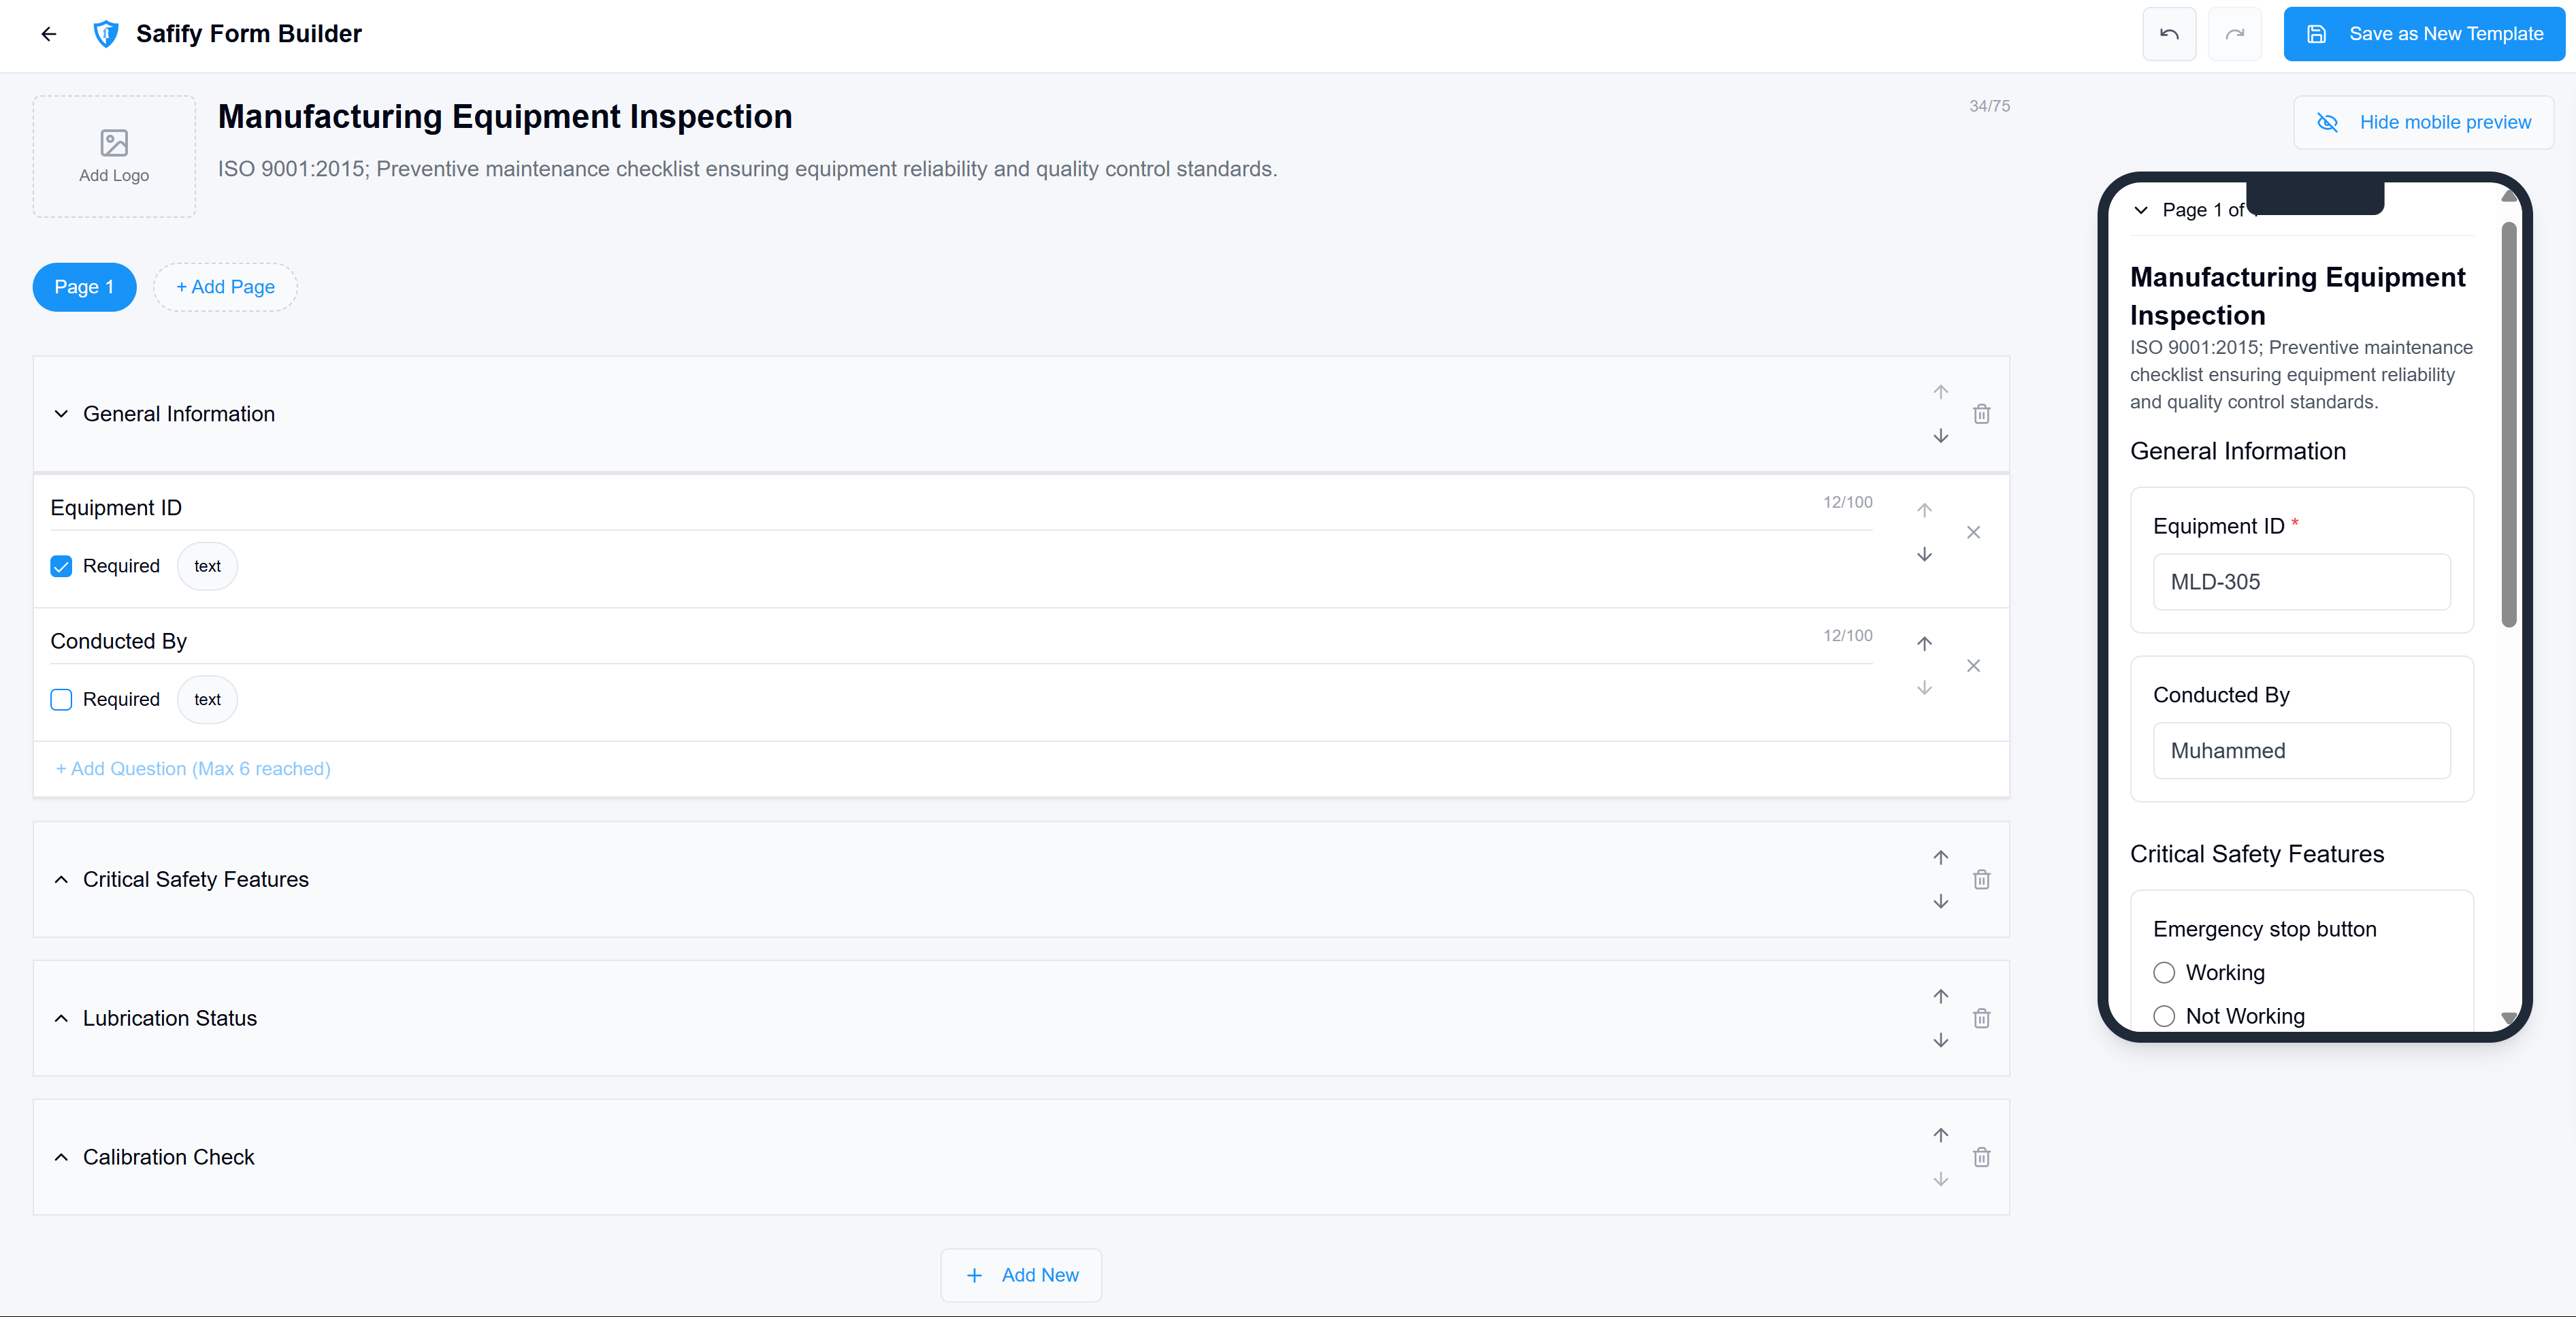 Safify Form Builder
Save as New Template
Add Logo
Manufacturing Equipment Inspection
34/75
ISO 9001:2015; Preventive maintenance checklist ensuring equipment reliability and quality control standards.
Hide mobile preview
Page 1
+ Add Page
General Information
Equipment ID
12/100
Required
text
Conducted By
12/100
Required
text
+ Add Question (Max 6 reached)
Critical Safety Features
Lubrication Status
Calibration Check
Add New
Page 1 of
Manufacturing Equipment
Inspection
ISO 9001:2015; Preventive maintenance
checklist ensuring equipment reliability
and quality control standards.
General Information
Equipment ID *
MLD-305
Conducted By
Muhammed
Critical Safety Features
Emergency stop button
Working
Not Working